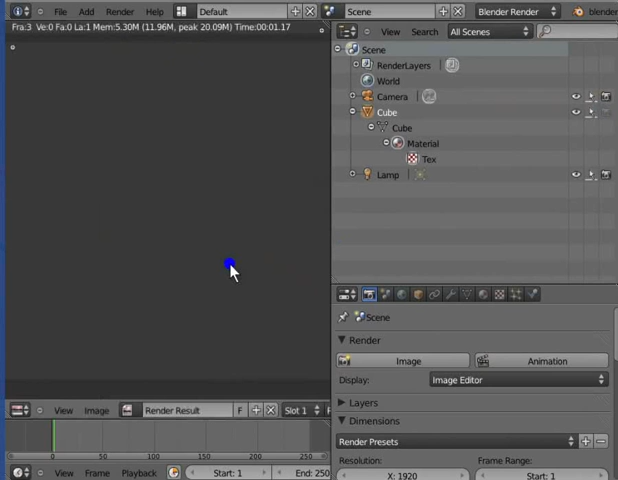 File Add Render Help Default Scene Blender Render blender
Fra:3 Ve:0 Fa:0 La:1 Mem:5.30M (11.96M, peak 20.09M) Time:00:01.17
View Search All Scenes
Scene
RenderLayers
World
Camera
Cube
Cube
Material
Tex
Lamp
Scene
Render
Image Animation
Display: Image Editor
Layers
Dimensions
Render Presets
Resolution: Frame Range:
X: 1920 Start: 1
View Image Render Result F Slot 1
0 50 100 150 200 250
View Frame Playback Start: 1 End: 250